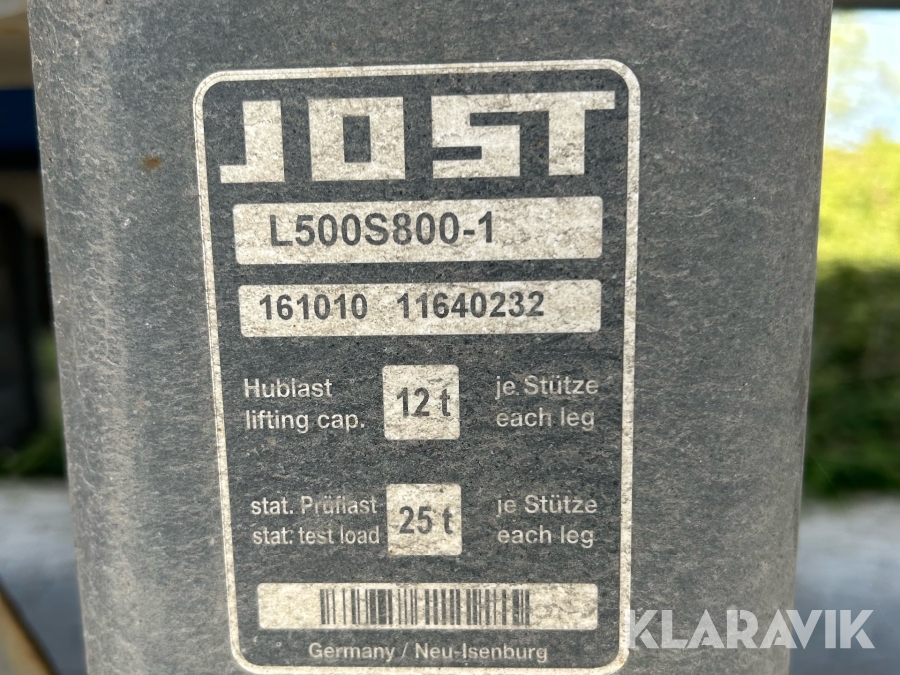 JOST
L500S800-1
161010 11640232
Hublast 12 t je Stütze
lifting cap. each leg
stat. Prüflast 25 t je Stütze
stat. test load each leg
Germany / Neu-Isenburg
KLARAVIK